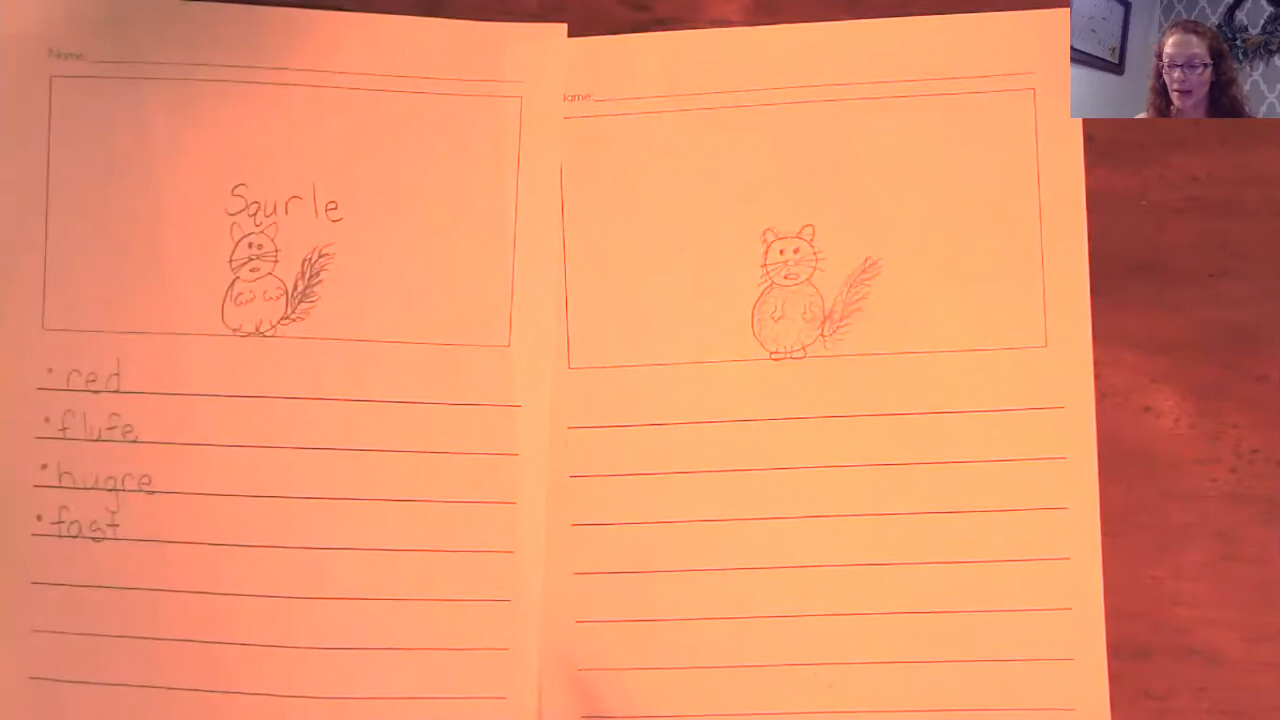 Name
Squrle
• red
• flufe
• hugre
• fast
Name: